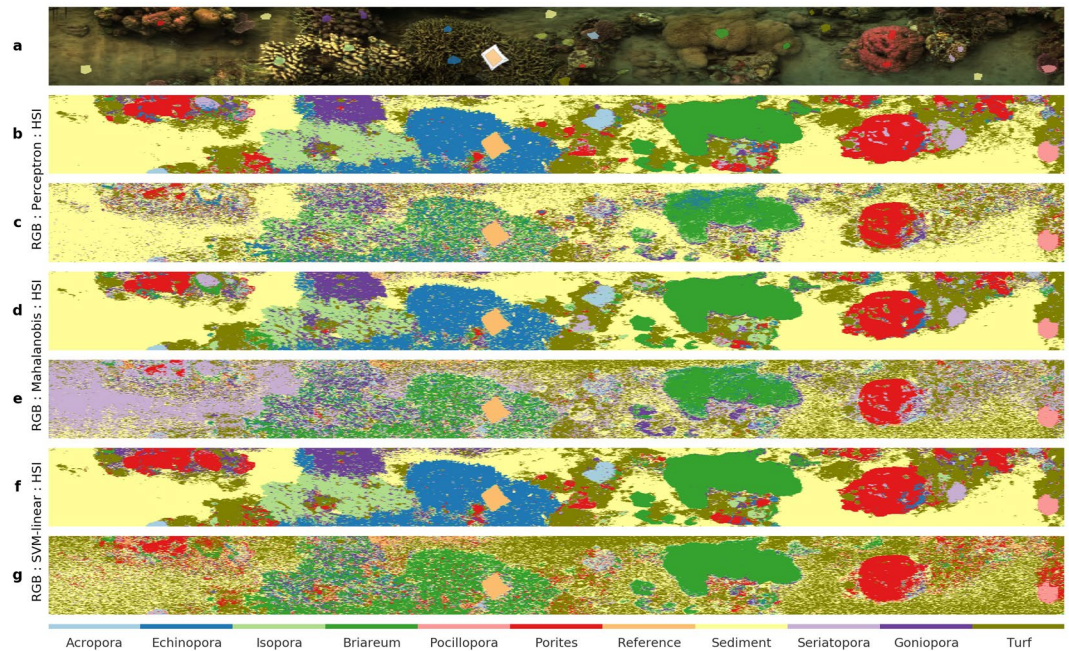 a
b
c
d
e
f
g
RGB : Perceptron : HSI
RGB : Mahalanobis : HSI
RGB : SVM-linear : HSI
Acropora Echinopora Isopora Briareum Pocillopora Porites Reference Sediment Seriatopora Goniopora Turf